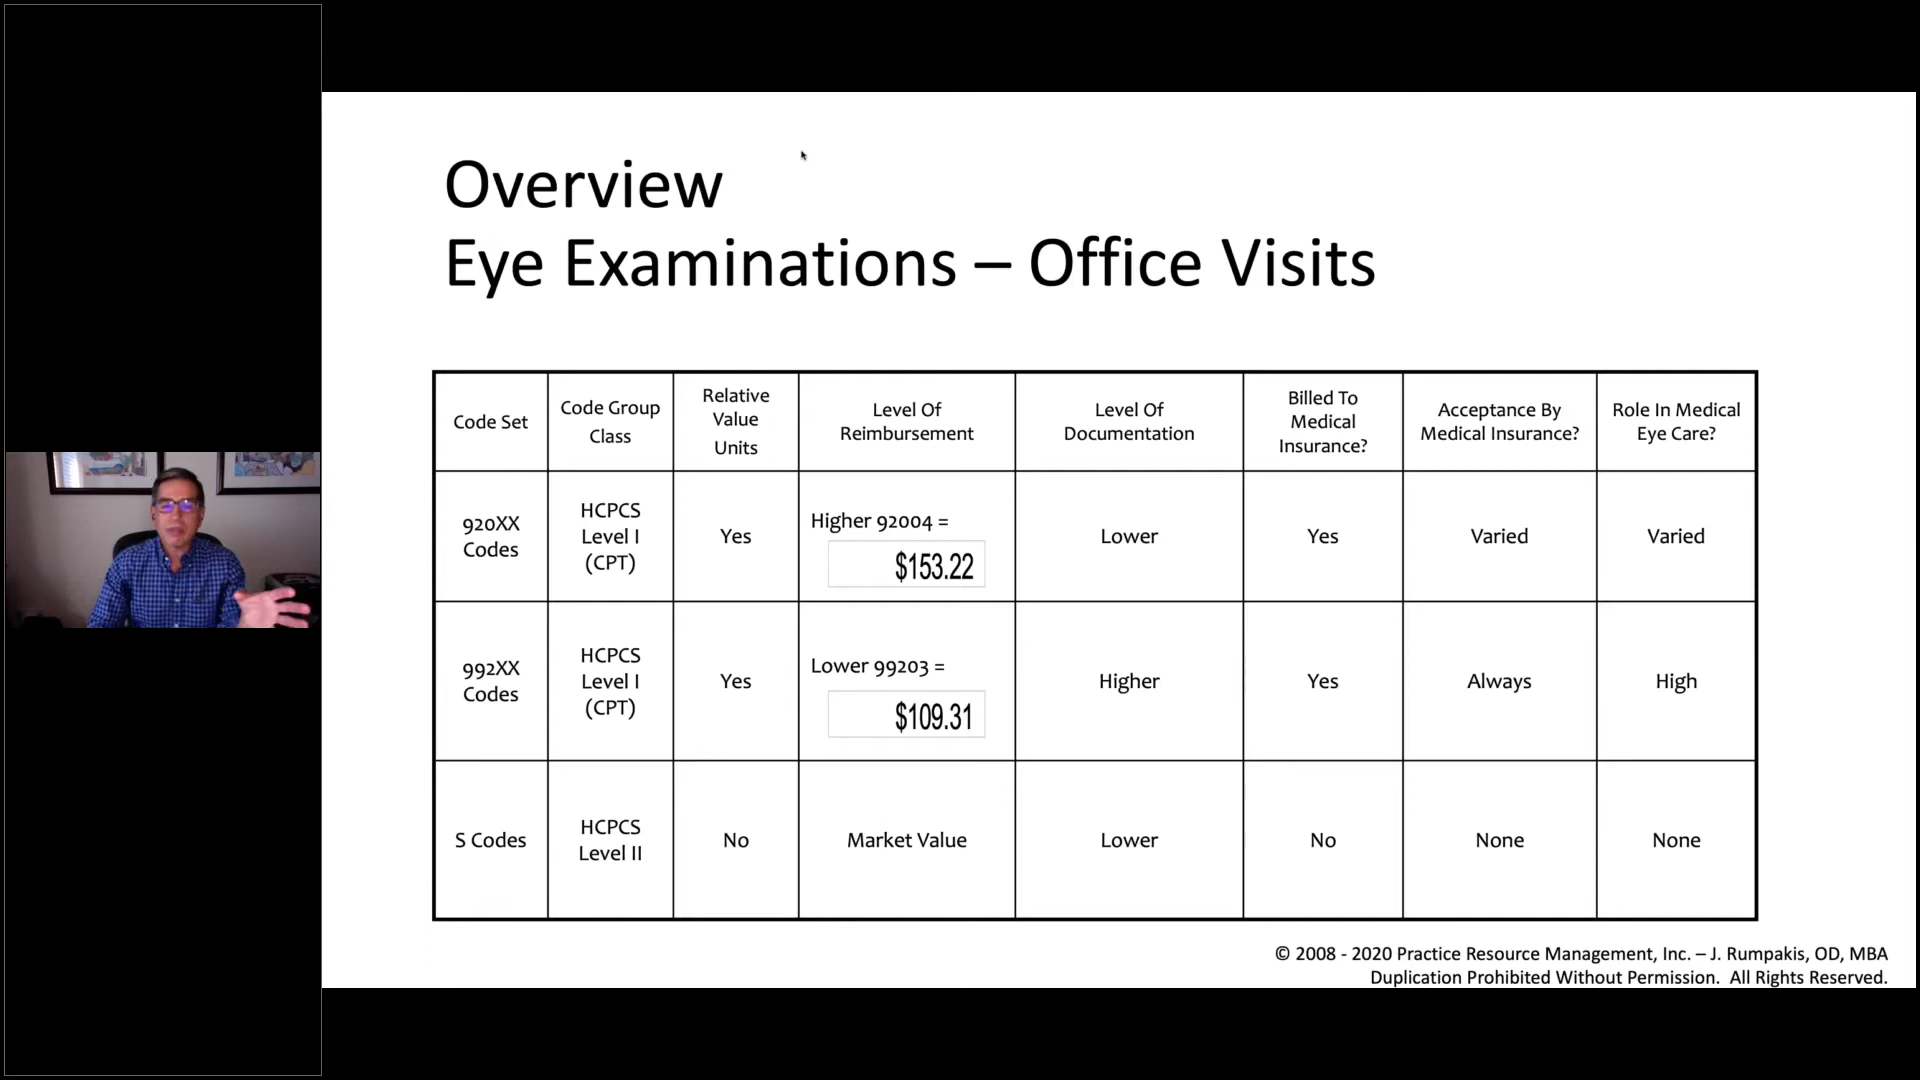 Overview
Eye Examinations – Office Visits
Code Set
Code Group
Class
Relative
Value
Units
Level Of
Reimbursement
Level Of
Documentation
Billed To
Medical
Insurance?
Acceptance By
Medical Insurance?
Role In Medical
Eye Care?
920XX
Codes
HCPCS
Level I
(CPT)
Yes
Higher 92004 =
$153.22
Lower
Yes
Varied
Varied
992XX
Codes
HCPCS
Level I
(CPT)
Yes
Lower 99203 =
$109.31
Higher
Yes
Always
High
S Codes
HCPCS
Level II
No
Market Value
Lower
No
None
None
© 2008 - 2020 Practice Resource Management, Inc. – J. Rumpakis, OD, MBA
Duplication Prohibited Without Permission. All Rights Reserved.